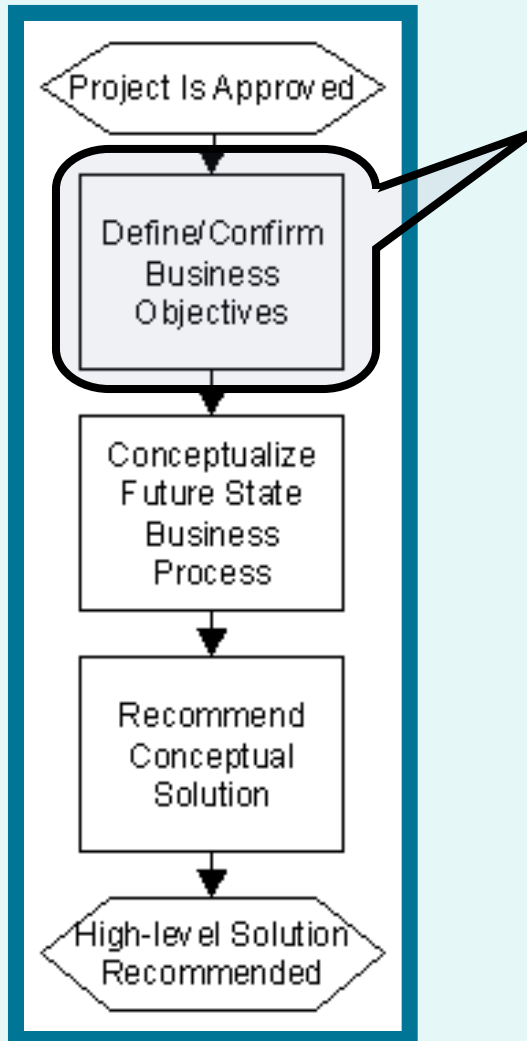 Project Is Approved
Define/Confirm
Business
Objectives
Conceptualize
Future State
Business
Process
Recommend
Conceptual
Solution
High-level Solution
Recommended